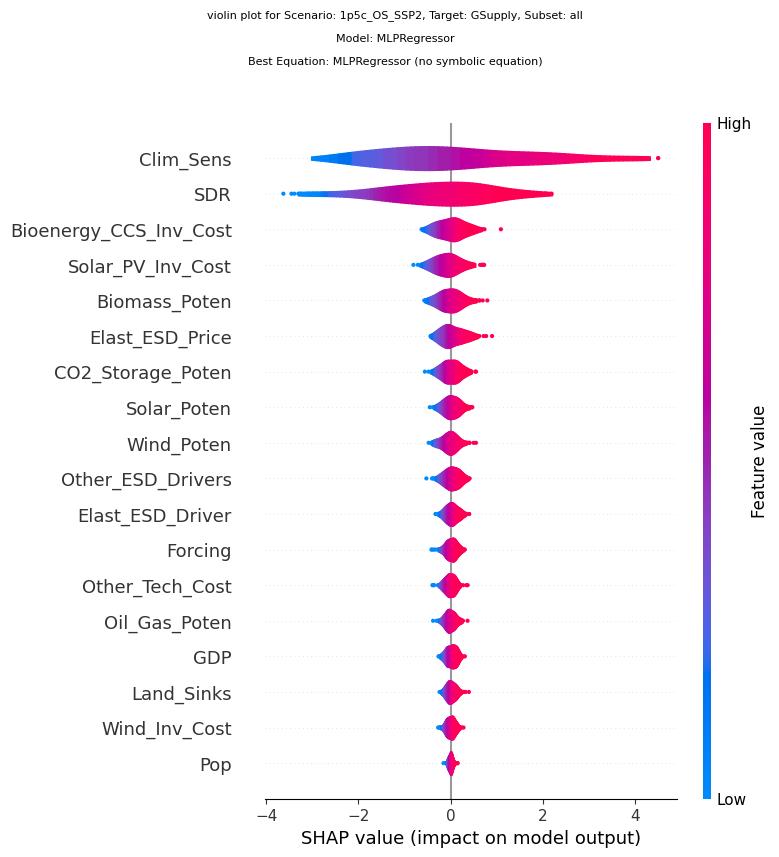 violin plot for Scenario: 1p5c_OS_SSP2, Target: GSupply, Subset: all
Model: MLPRegressor
Best Equation: MLPRegressor (no symbolic equation)
High
Clim_Sens
SDR
Bioenergy_CCS_Inv_Cost
Solar_PV_Inv_Cost
Biomass_Poten
Elast_ESD_Price
CO2_Storage_Poten
Solar_Poten
Wind_Poten
Other_ESD_Drivers
Elast_ESD_Driver
Forcing
Other_Tech_Cost
Oil_Gas_Poten
GDP
Land_Sinks
Wind_Inv_Cost
Pop
Feature value
Low
−4 −2 0 2 4
SHAP value (impact on model output)